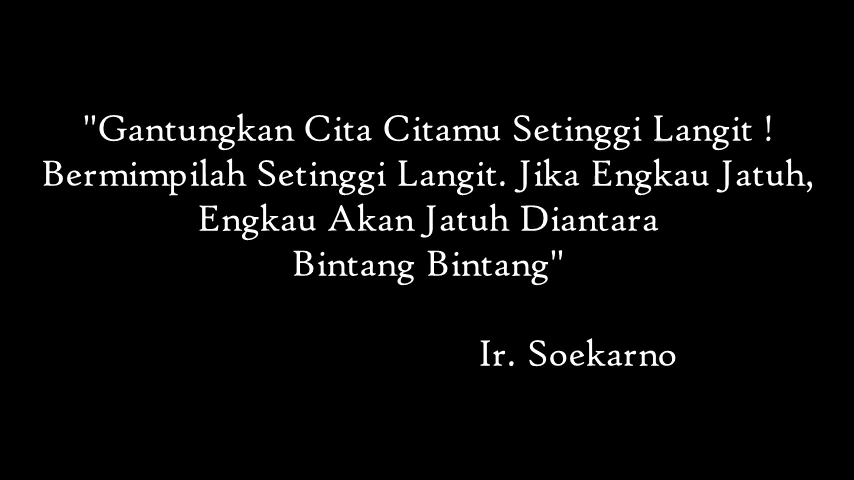 "Gantungkan Cita Citamu Setinggi Langit !
Bermimpilah Setinggi Langit. Jika Engkau Jatuh,
Engkau Akan Jatuh Diantara
Bintang Bintang"
Ir. Soekarno